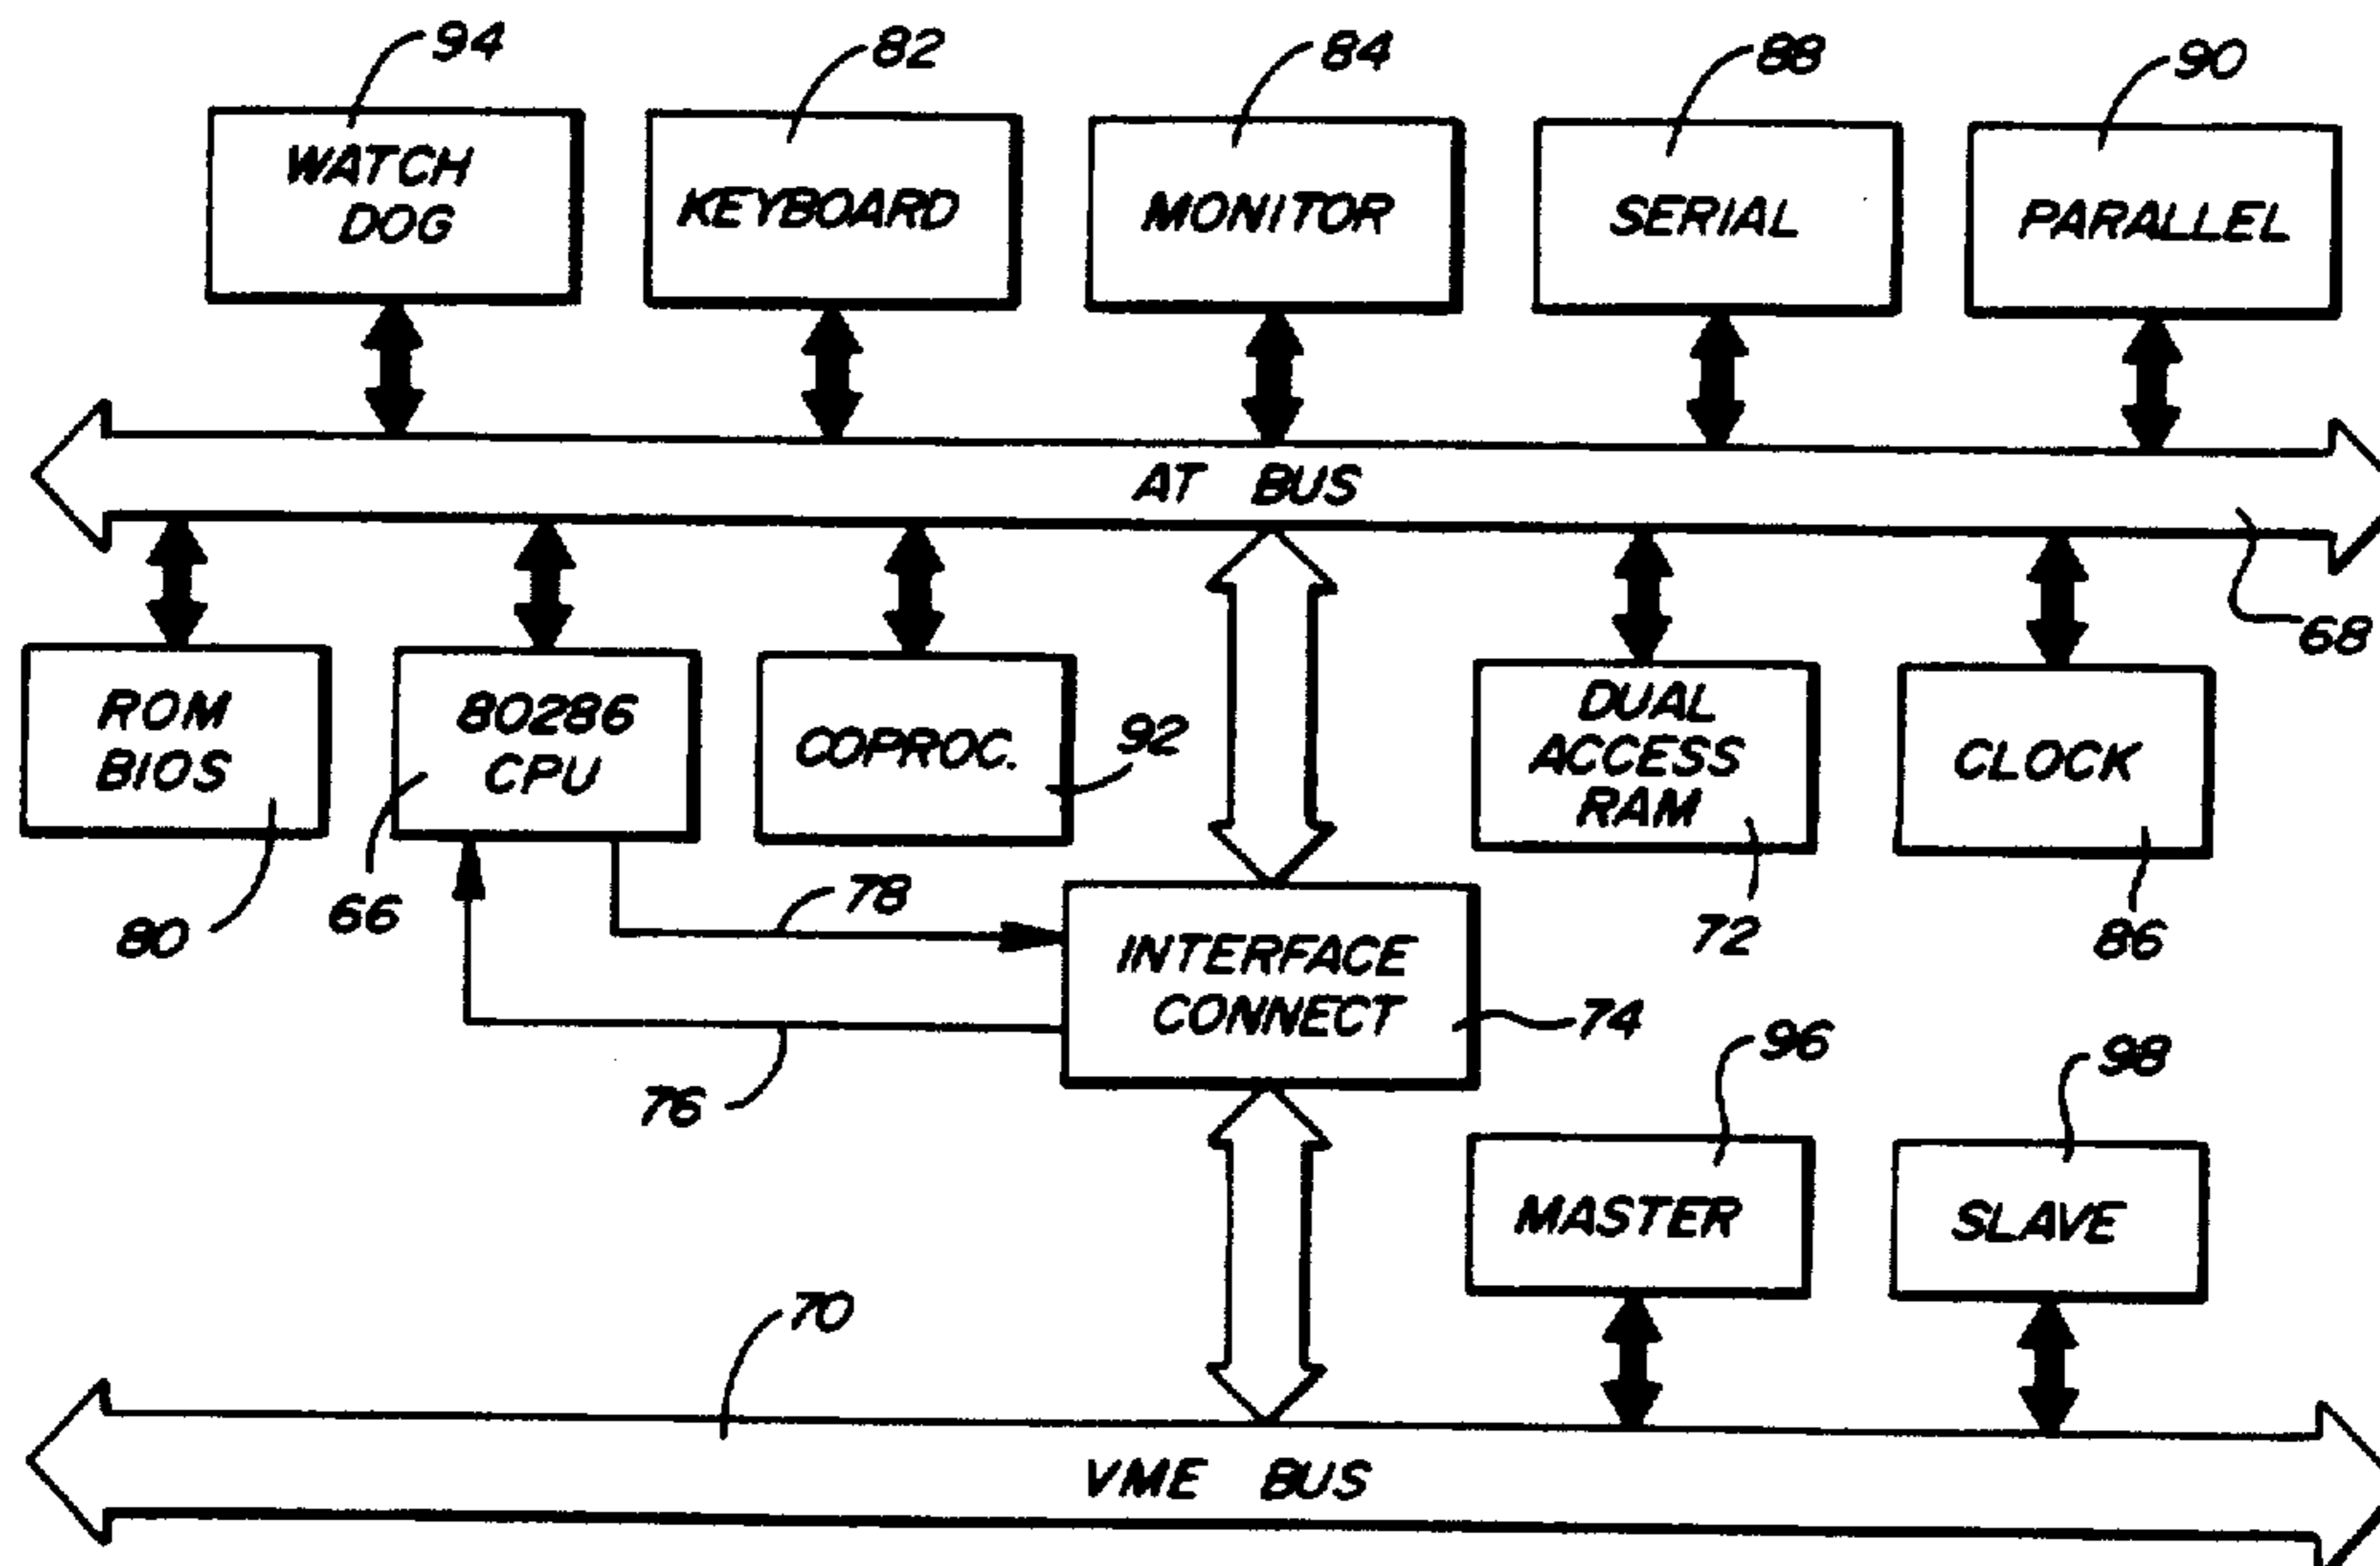 94
82
84
88
90
WATCH
DOG
KEYBOARD
MONITOR
SERIAL
PARALLEL
AT BUS
68
ROM
BIOS
80286
CPU
COPROC.
92
DUAL
ACCESS
RAM
CLOCK
80
66
78
72
86
INTERFACE
CONNECT
74
76
96
98
MASTER
SLAVE
70
VME BUS